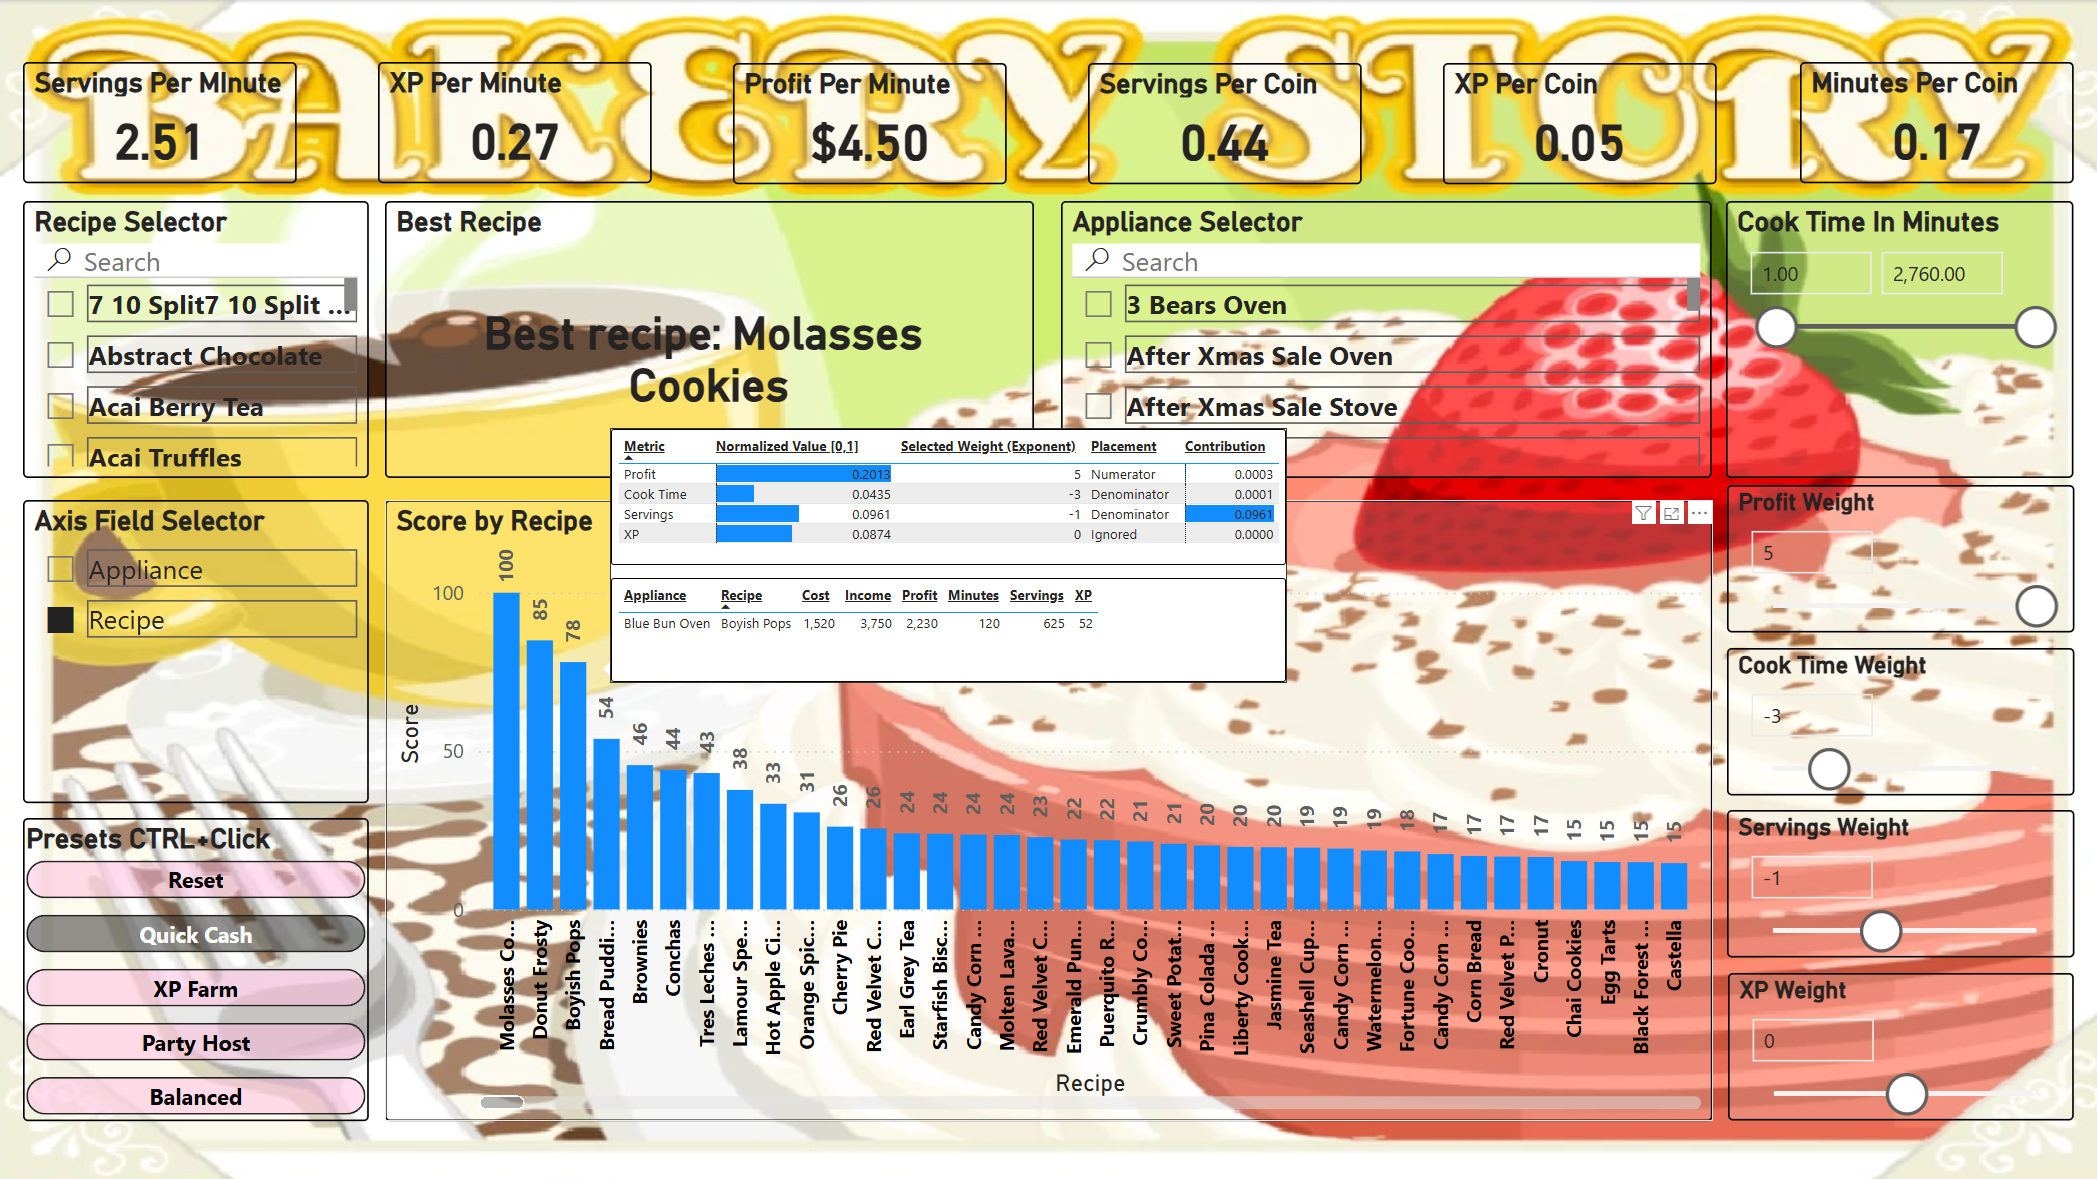 BAKERY STORY
Servings Per Minute
2.51
XP Per Minute
0.27
Profit Per Minute
$4.50
Servings Per Coin
0.44
XP Per Coin
0.05
Minutes Per Coin
0.17
Recipe Selector
Search
7 10 Split7 10 Split ...
Abstract Chocolate
Acai Berry Tea
Acai Truffles
Best Recipe
Best recipe: Molasses
Cookies
Appliance Selector
Search
3 Bears Oven
After Xmas Sale Oven
After Xmas Sale Stove
Cook Time In Minutes
1.00 2,760.00
Metric Normalized Value [0,1] Selected Weight (Exponent) Placement Contribution
Profit 0.2013 5 Numerator 0.0003
Cook Time 0.0435 -3 Denominator 0.0001
Servings 0.0961 -1 Denominator 0.0961
XP 0.0874 0 Ignored 0.0000
Appliance Recipe Cost Income Profit Minutes Servings XP
Blue Bun Oven Boyish Pops 1,520 3,750 2,230 120 625 52
Axis Field Selector
Appliance
Recipe
Presets CTRL+Click
Reset
Quick Cash
XP Farm
Party Host
Balanced
Score by Recipe
Score
100
50
0
100
85
78
54
46
44
43
38
33
31
26
26
24
24
24
24
23
22
22
21
21
20
20
20
19
19
19
18
17
17
17
17
15
15
15
15
Molasses Co...
Donut Frosty
Boyish Pops
Bread Puddi...
Brownies
Conchas
Tres Leches ...
Lamour Spe...
Hot Apple Ci...
Orange Spic...
Cherry Pie
Red Velvet C...
Earl Grey Tea
Starfish Bisc...
Candy Corn ...
Molten Lava...
Red Velvet C...
Emerald Pun...
Puerquito R...
Crumbly Co...
Sweet Potat...
Pina Colada ...
Liberty Cook...
Jasmine Tea
Seashell Cup...
Candy Corn ...
Watermelon...
Fortune Coo...
Candy Corn ...
Corn Bread
Red Velvet P...
Cronut
Chai Cookies
Egg Tarts
Black Forest ...
Castella
Recipe
Profit Weight
5
Cook Time Weight
-3
Servings Weight
-1
XP Weight
0